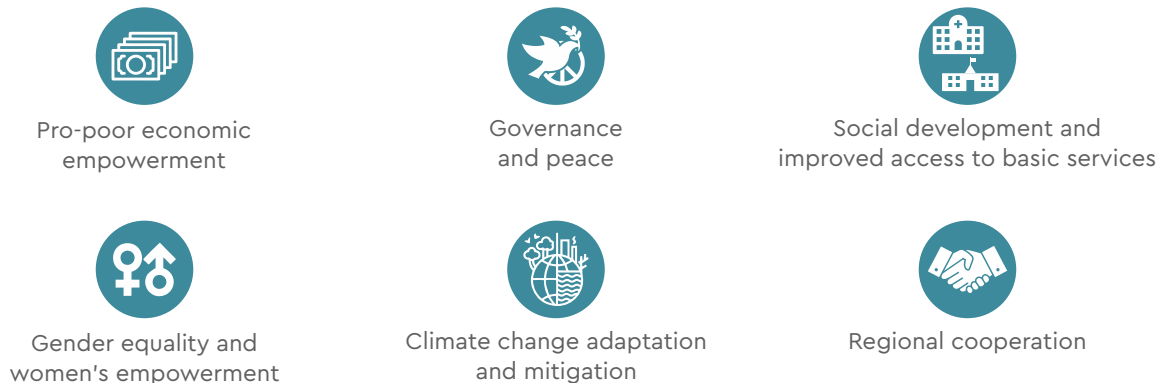 Pro-poor economic
empowerment
Governance
and peace
Social development and
improved access to basic services
Gender equality and
women's empowerment
Climate change adaptation
and mitigation
Regional cooperation